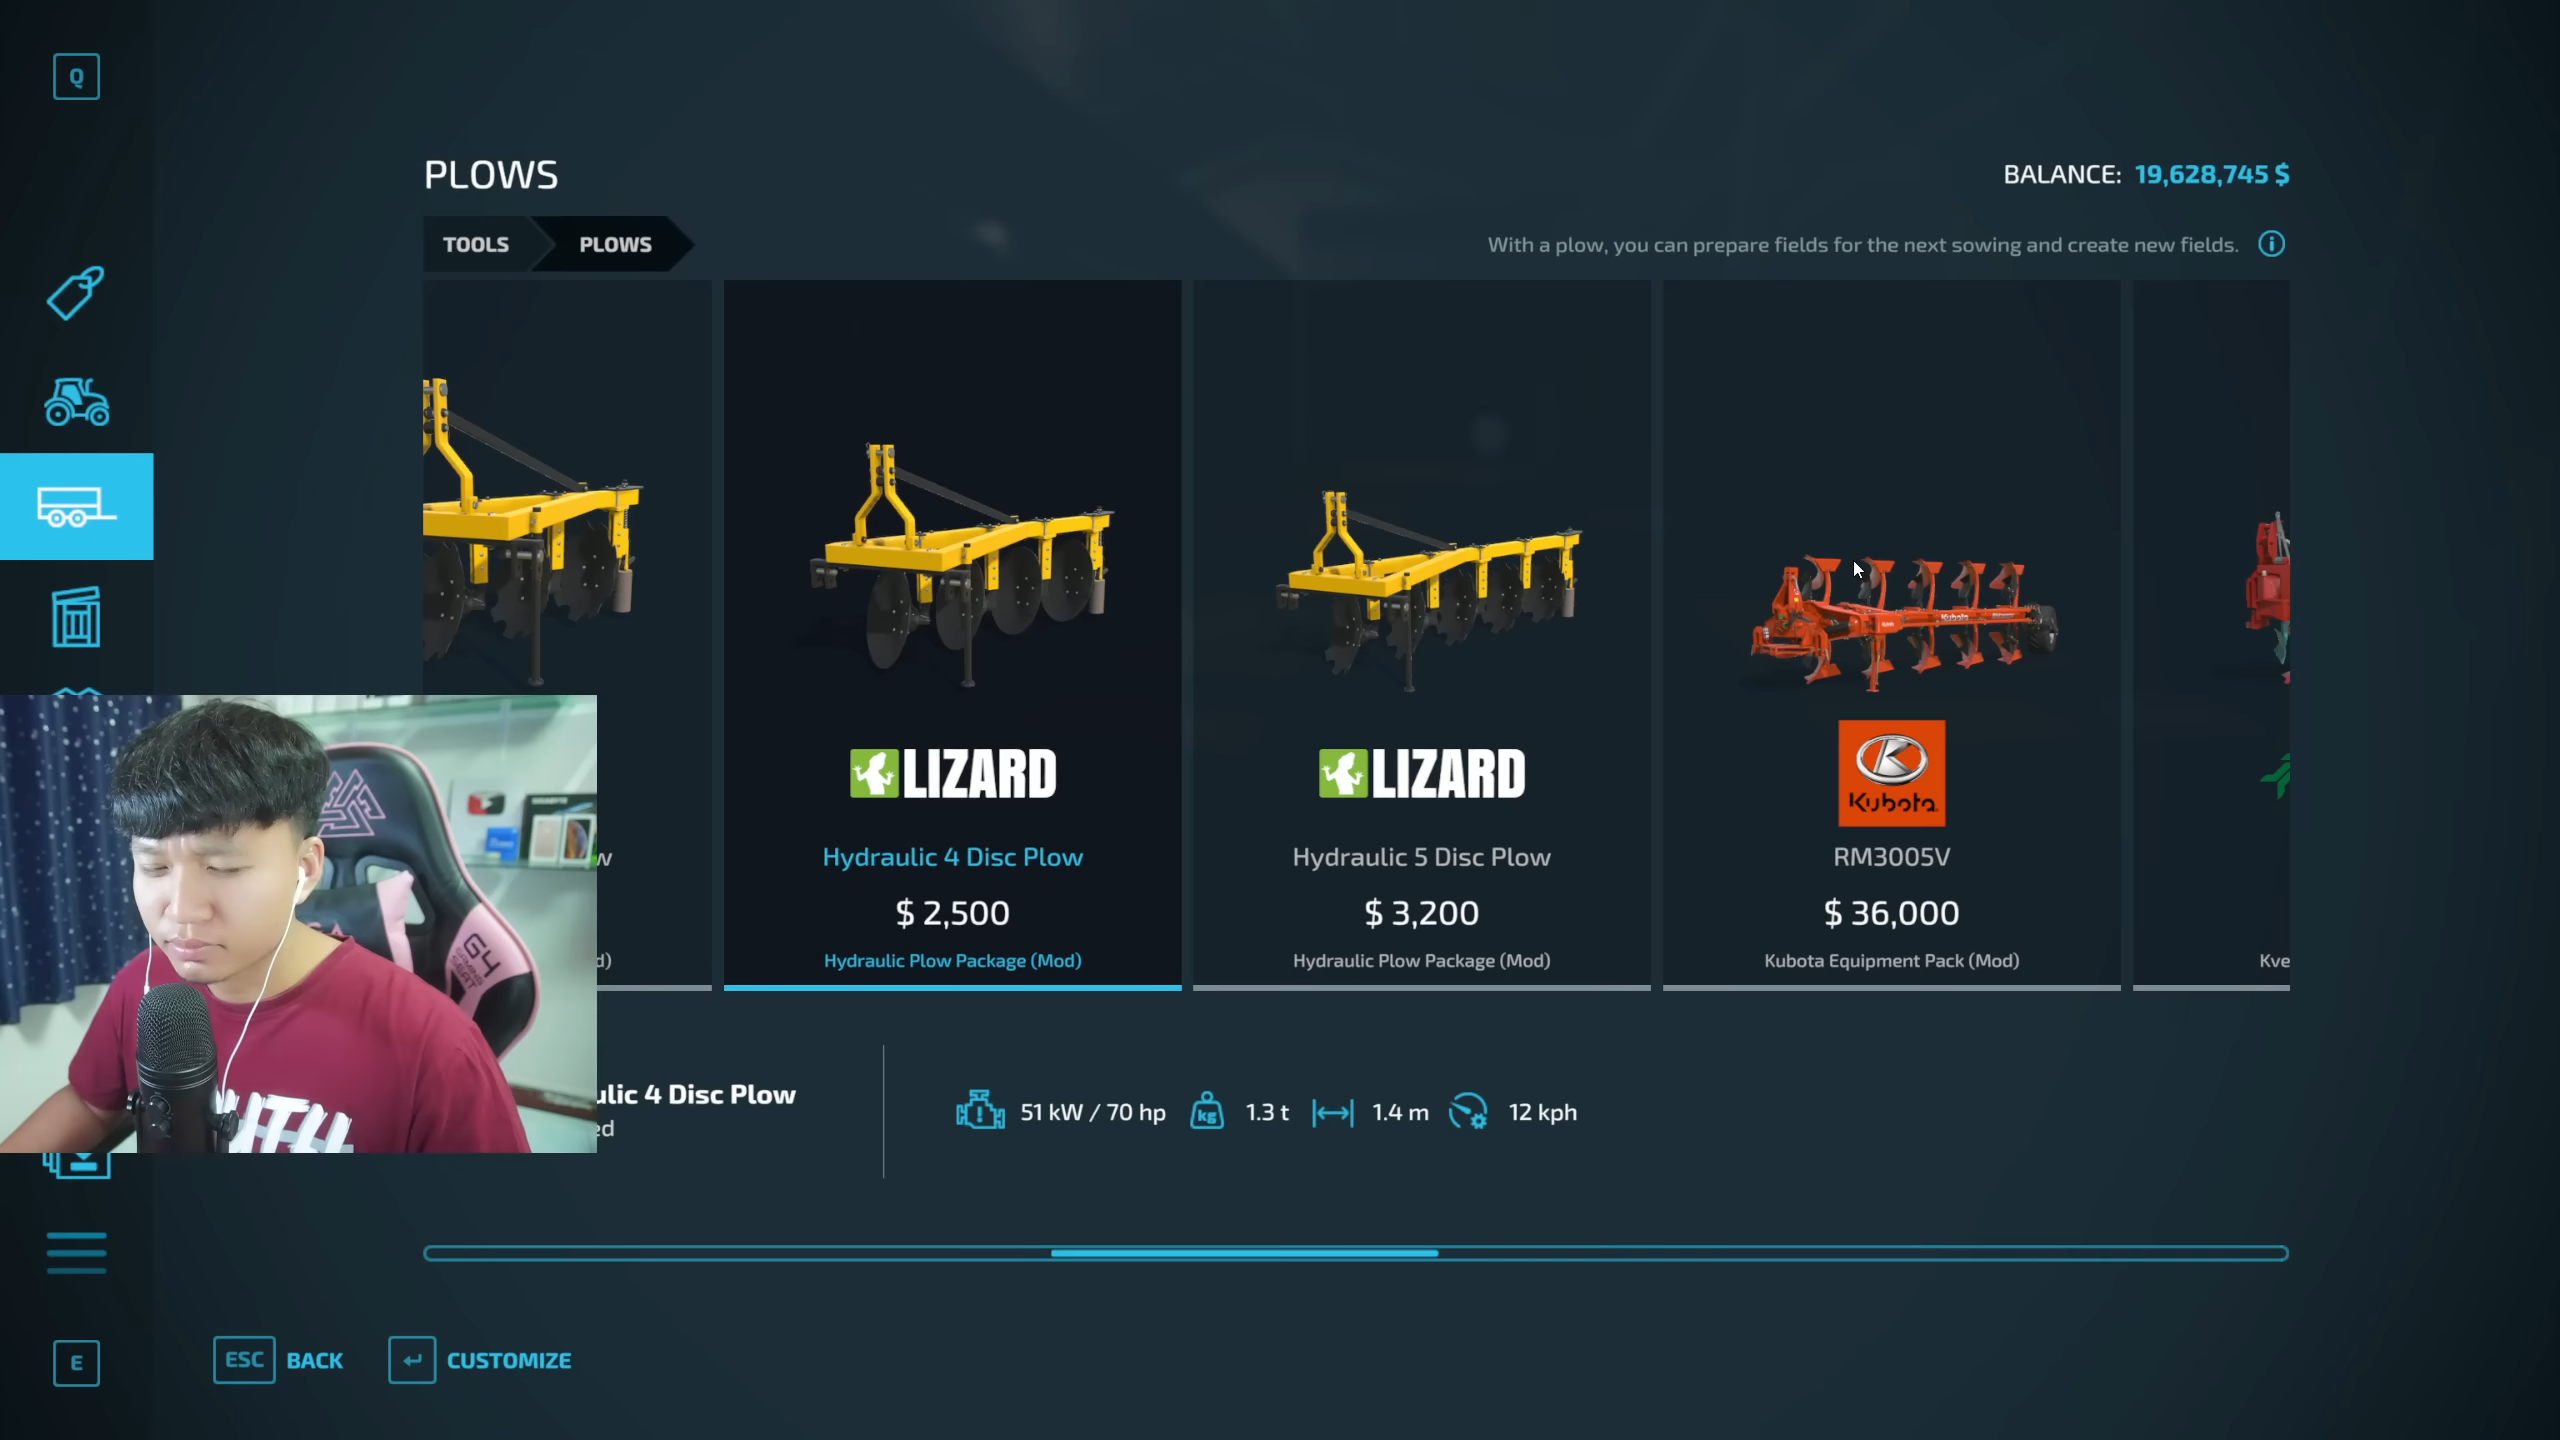 Q
PLOWS
BALANCE: 19,628,745 $
TOOLS
PLOWS
With a plow, you can prepare fields for the next sowing and create new fields.
LIZARD
LIZARD
Kubota
Hydraulic 4 Disc Plow
Hydraulic 5 Disc Plow
RM3005V
$ 2,500
$ 3,200
$ 36,000
Hydraulic Plow Package (Mod)
Hydraulic Plow Package (Mod)
Kubota Equipment Pack (Mod)
Kve
G4
ulic 4 Disc Plow
ed
51 kW / 70 hp
kg
1.3 t
1.4 m
12 kph
E
ESC BACK
CUSTOMIZE